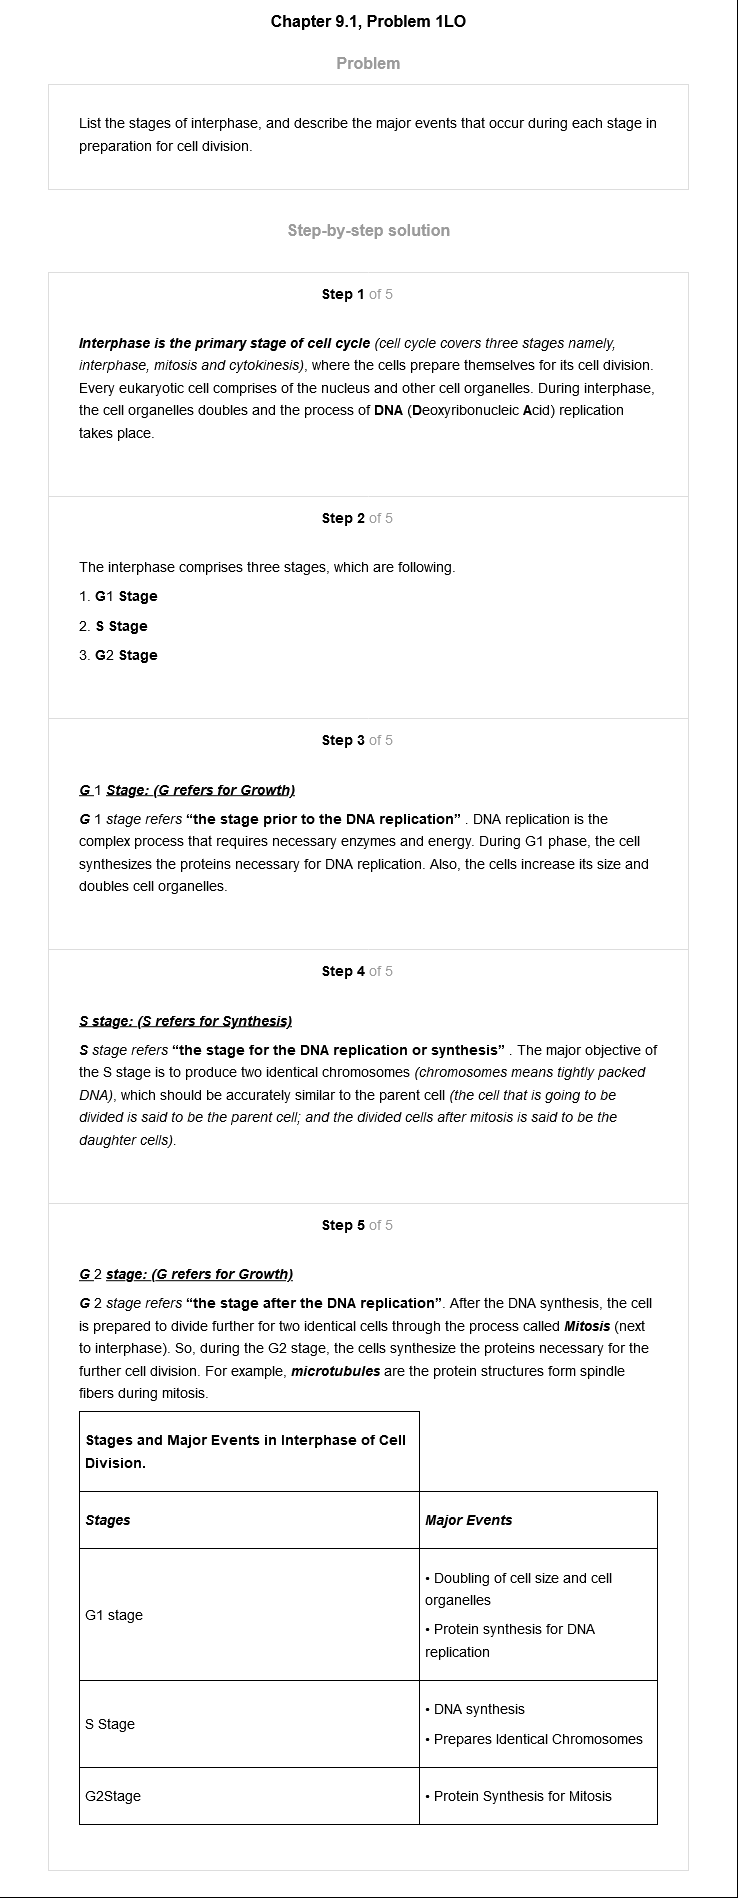 Chapter 9.1, Problem 1LO
Problem
List the stages of interphase, and describe the major events that occur during each stage in
preparation for cell division.
Step-by-step solution
Step 1 of 5
Interphase is the primary stage of cell cycle (cell cycle covers three stages namely,
interphase, mitosis and cytokinesis), where the cells prepare themselves for its cell division.
Every eukaryotic cell comprises of the nucleus and other cell organelles. During interphase,
the cell organelles doubles and the process of DNA (Deoxyribonucleic Acid) replication
takes place.
Step 2 of 5
The interphase comprises three stages, which are following.
1. G1 Stage
2. S Stage
3. G2 Stage
Step 3 of 5
G 1 Stage: (G refers for Growth)
G 1 stage refers “the stage prior to the DNA replication” . DNA replication is the
complex process that requires necessary enzymes and energy. During G1 phase, the cell
synthesizes the proteins necessary for DNA replication. Also, the cells increase its size and
doubles cell organelles.
Step 4 of 5
S stage: (S refers for Synthesis)
S stage refers “the stage for the DNA replication or synthesis” . The major objective of
the S stage is to produce two identical chromosomes (chromosomes means tightly packed
DNA), which should be accurately similar to the parent cell (the cell that is going to be
divided is said to be the parent cell; and the divided cells after mitosis is said to be the
daughter cells).
Step 5 of 5
G 2 stage: (G refers for Growth)
G 2 stage refers “the stage after the DNA replication”. After the DNA synthesis, the cell
is prepared to divide further for two identical cells through the process called Mitosis (next
to interphase). So, during the G2 stage, the cells synthesize the proteins necessary for the
further cell division. For example, microtubules are the protein structures form spindle
fibers during mitosis.
Stages and Major Events in Interphase of Cell
Division.
Stages
Major Events
G1 stage
• Doubling of cell size and cell
organelles
• Protein synthesis for DNA
replication
S Stage
• DNA synthesis
• Prepares Identical Chromosomes
G2Stage
• Protein Synthesis for Mitosis